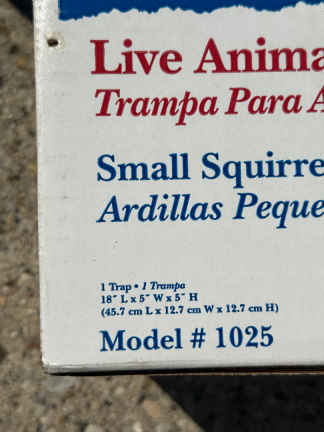 Live Anima
Trampa Para A
Small Squirre
Ardillas Peque
1 Trap • 1 Trampa
18" L x 5" W x 5" H
(45.7 cm L x 12.7 cm W x 12.7 cm H)
Model # 1025